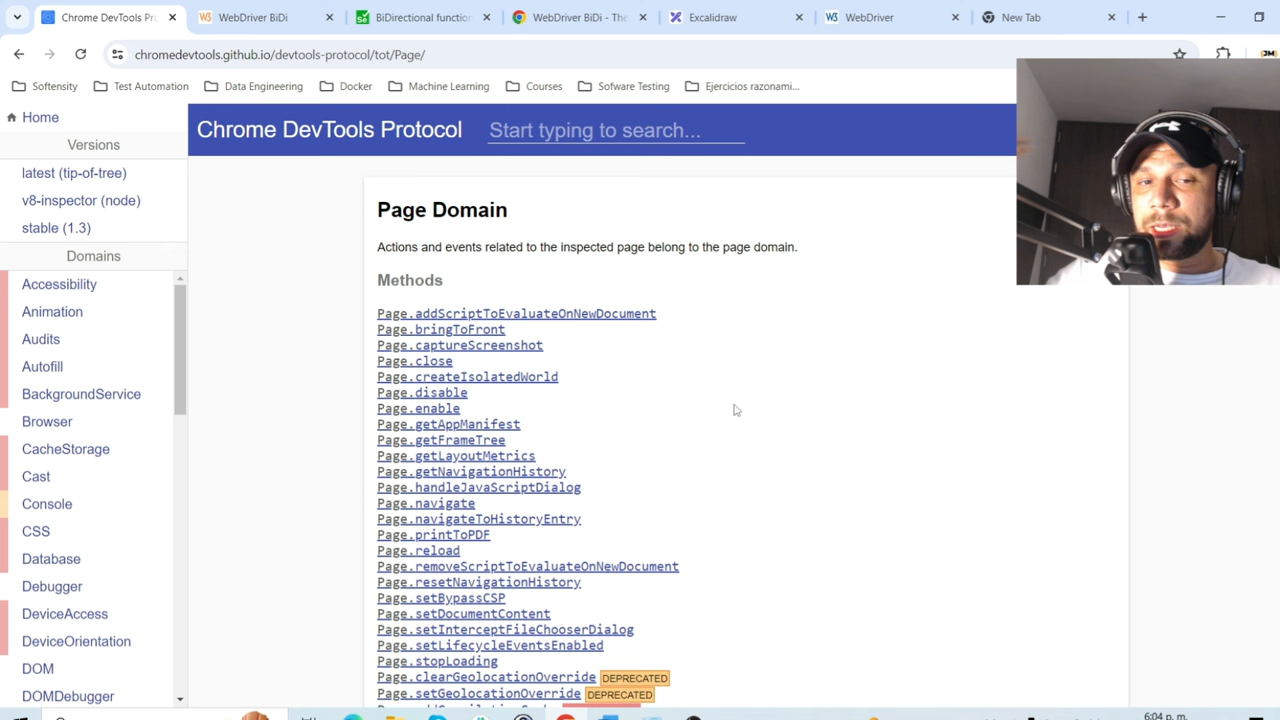 Chrome DevTools Pro
WebDriver BiDi
BiDirectional function
WebDriver BiDi - The
Excalidraw
WebDriver
New Tab
chromedevtools.github.io/devtools-protocol/tot/Page/
Softensity
Test Automation
Data Engineering
Docker
Machine Learning
Courses
Sofware Testing
Ejercicios razonami...
Home
Versions
latest (tip-of-tree)
v8-inspector (node)
stable (1.3)
Domains
Accessibility
Animation
Audits
Autofill
BackgroundService
Browser
CacheStorage
Cast
Console
CSS
Database
Debugger
DeviceAccess
DeviceOrientation
DOM
DOMDebugger
Chrome DevTools Protocol
Start typing to search...
Page Domain
Actions and events related to the inspected page belong to the page domain.
Methods
Page.addScriptToEvaluateOnNewDocument
Page.bringToFront
Page.captureScreenshot
Page.close
Page.createIsolatedWorld
Page.disable
Page.enable
Page.getAppManifest
Page.getFrameTree
Page.getLayoutMetrics
Page.getNavigationHistory
Page.handleJavaScriptDialog
Page.navigate
Page.navigateToHistoryEntry
Page.printToPDF
Page.reload
Page.removeScriptToEvaluateOnNewDocument
Page.resetNavigationHistory
Page.setBypassCSP
Page.setDocumentContent
Page.setInterceptFileChooserDialog
Page.setLifecycleEventsEnabled
Page.stopLoading
Page.clearGeolocationOverride DEPRECATED
Page.setGeolocationOverride DEPRECATED
6:04 p. m.